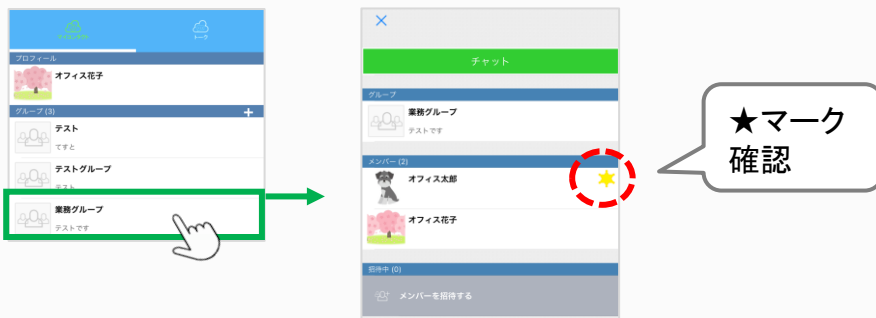 トーク
プロフィール
オフィス花子
グループ (3)
テスト
てすと
テストグループ
テスト
業務グループ
テストです
チャット
グループ
業務グループ
テストです
メンバー (2)
オフィス太郎
オフィス花子
招待中 (0)
メンバーを招待する
★マーク
確認